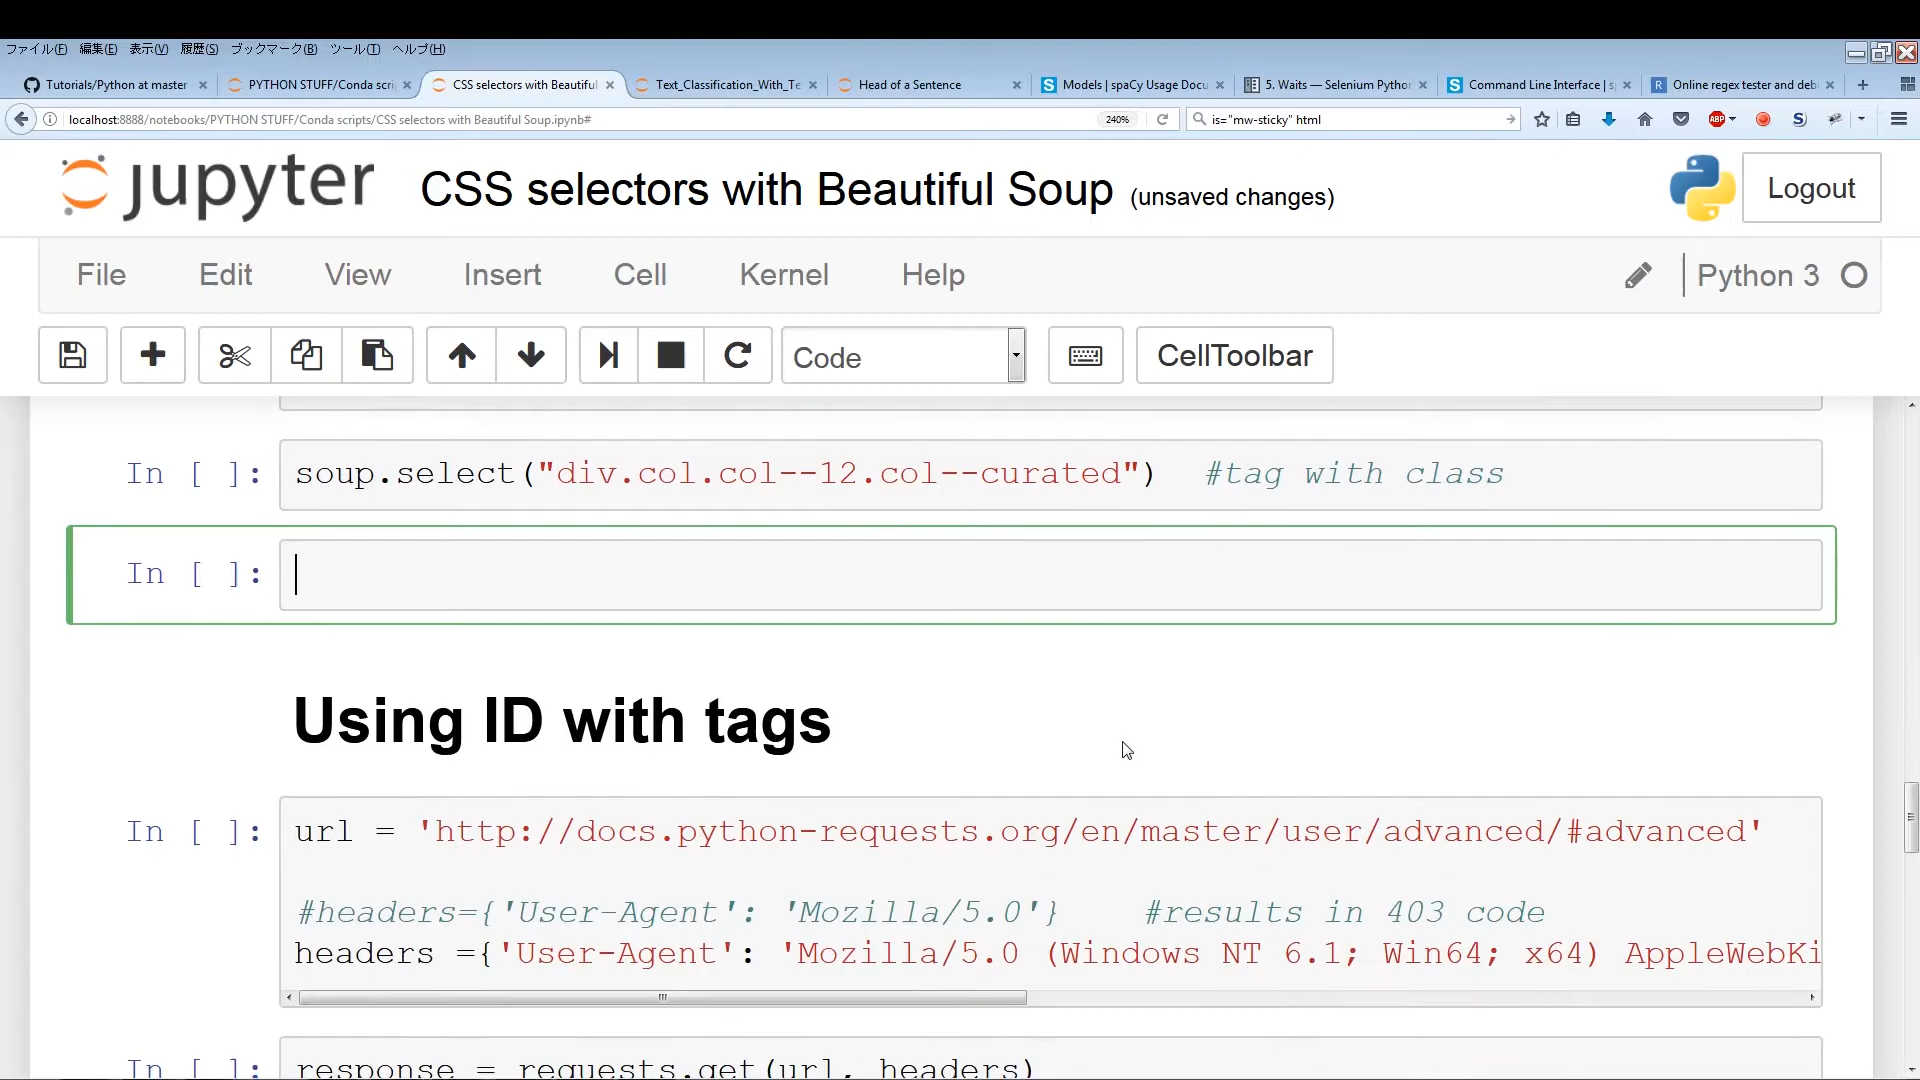 ファイル(F) 編集(E) 表示(V) 履歴(S) ブックマーク(B) ツール(T) ヘルプ(H)
Tutorials/Python at master
PYTHON STUFF/Conda scri
CSS selectors with Beautiful
Text_Classification_With_Te
Head of a Sentence
Models | spaCy Usage Docu
5. Waits — Selenium Python
Command Line Interface | s
Online regex tester and deb
localhost:8888/notebooks/PYTHON STUFF/Conda scripts/CSS selectors with Beautiful Soup.ipynb#
240%
is="mw-sticky" html
ABP
jupyter
CSS selectors with Beautiful Soup (unsaved changes)
Logout
File Edit View Insert Cell Kernel Help
Python 3
Code
CellToolbar
In [ ]: soup.select("div.col.col--12.col--curated") #tag with class
In [ ]:
Using ID with tags
In [ ]: url = 'http://docs.python-requests.org/en/master/user/advanced/#advanced'
#headers={'User-Agent': 'Mozilla/5.0'} #results in 403 code
headers ={'User-Agent': 'Mozilla/5.0 (Windows NT 6.1; Win64; x64) AppleWebKi
In [ ]: response = requests.get(url, headers)